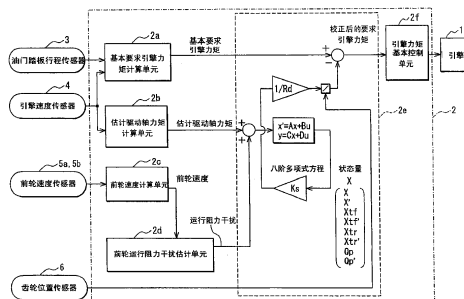 3
油门踏板行程传感器
4
引擎速度传感器
5a, 5b
前轮速度传感器
6
齿轮位置传感器
2a
基本要求引擎力
矩计算单元
基本要求引擎
力矩
2b
估计驱动轴力
矩计算单元
估计驱动轴力矩
2c
前轮速度计算单元
前轮速度
2d
前轮运行阻力干扰估计单元
运行阻力干扰
校正后的要求
引擎力矩
+
-
1/Rd
+
+
x'=Ax+Bu
y=Cx+Du
八阶多项式方程
Ks
状态量
X
X
X'
Xtf
Xtf'
Xtr
Xtr'
Θp
Θp'
2e
2f
引擎力矩
基本控制
单元
2
1
引擎